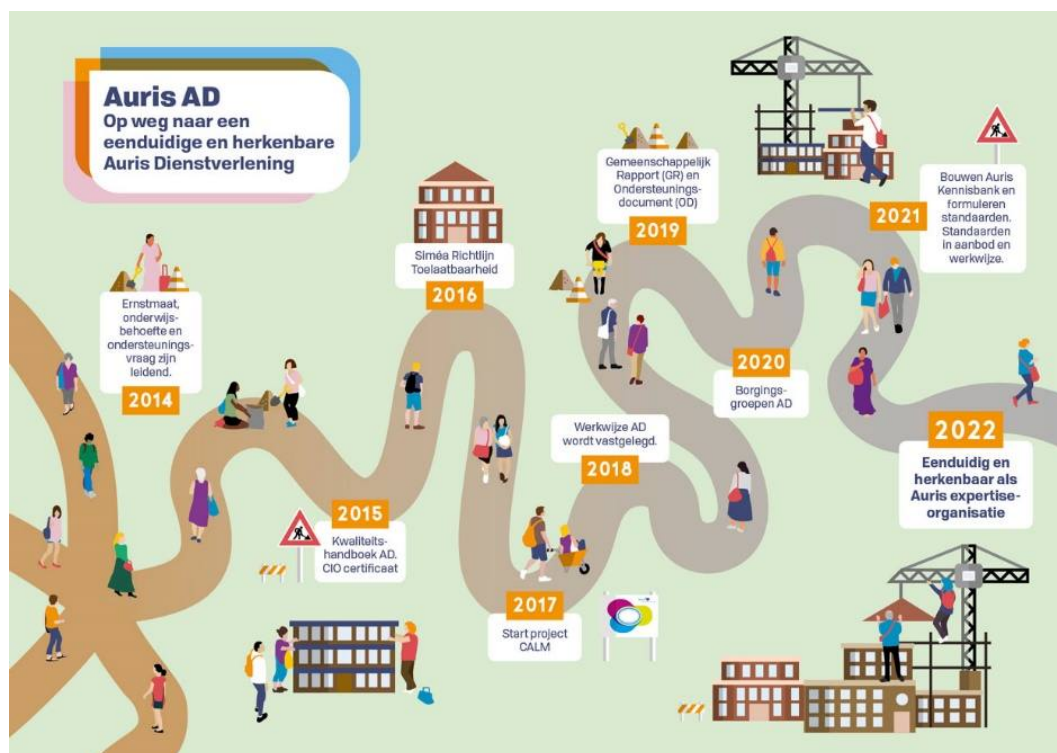 Auris AD
Op weg naar een
eenduidige en herkenbare
Auris Dienstverlening
Ernstmaat,
onderwijs-
behoefte en
ondersteunings-
vraag zijn
leidend.
2014
2015
Kwaliteits-
handboek AD.
CIO certificaat
Siméa Richtlijn
Toelaatbaarheid
2016
2017
Start project
CALM
Werkwijze AD
wordt vastgelegd.
2018
Gemeenschappelijk
Rapport (GR) en
Ondersteunings-
document (OD)
2019
2020
Borgings-
groepen AD
2021
Bouwen Auris
Kennisbank en
formuleren
standaarden.
Standaarden
in aanbod en
werkwijze.
2022
Eenduidig en
herkenbaar als
Auris expertise-
organisatie